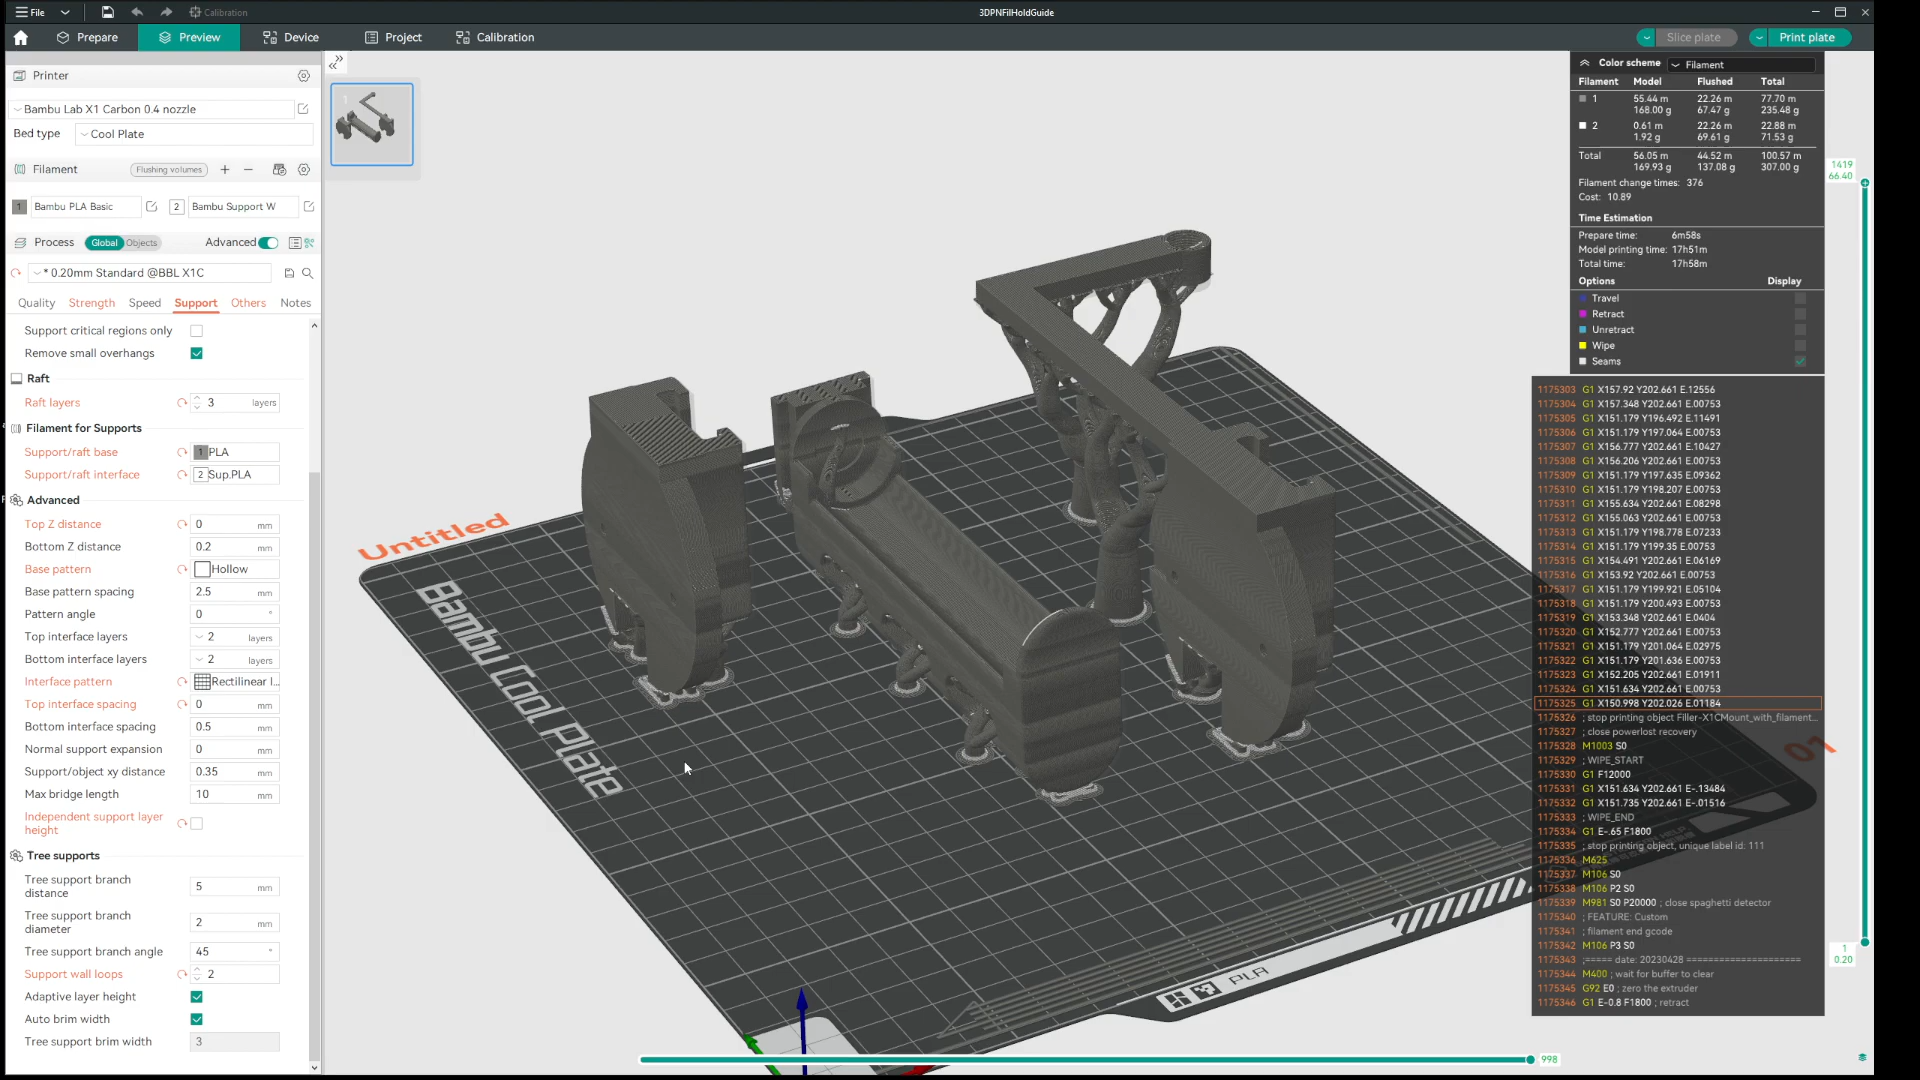 File
Calibration
3DPNFilHoldGuide
Prepare
Preview
Device
Project
Calibration
Slice plate
Print plate
Printer
Bambu Lab X1 Carbon 0.4 nozzle
Bed type
Cool Plate
Filament
Flushing volumes
1 Bambu PLA Basic
2 Bambu Support W
Process
Global
Objects
Advanced
* 0.20mm Standard @BBL X1C
Quality
Strength
Speed
Support
Others
Notes
Support critical regions only
Remove small overhangs
Raft
Raft layers 3 layers
Filament for Supports
Support/raft base 1 PLA
Support/raft interface 2 Sup.PLA
Advanced
Top Z distance 0 mm
Bottom Z distance 0.2 mm
Base pattern Hollow
Base pattern spacing 2.5 mm
Pattern angle 0 °
Top interface layers 2 layers
Bottom interface layers 2 layers
Interface pattern Rectilinear I...
Top interface spacing 0 mm
Bottom interface spacing 0.5 mm
Normal support expansion 0 mm
Support/object xy distance 0.35 mm
Max bridge length 10 mm
Independent support layer
height
Tree supports
Tree support branch
distance 5 mm
Tree support branch
diameter 2 mm
Tree support branch angle 45 °
Support wall loops 2
Adaptive layer height
Auto brim width
Tree support brim width 3
1
Untitled
Bambu Cool Plate
PLA
01
998
Color scheme Filament
Filament Model Flushed Total
1 55.44 m 22.26 m 77.70 m
168.00 g 67.47 g 235.48 g
2 0.61 m 22.26 m 22.88 m
1.92 g 69.61 g 71.53 g
Total 56.05 m 44.52 m 100.57 m
169.93 g 137.08 g 307.00 g
Filament change times: 376
Cost: 10.89
Time Estimation
Prepare time: 6m58s
Model printing time: 17h51m
Total time: 17h58m
Options Display
Travel
Retract
Unretract
Wipe
Seams
1419
66.40
1
0.20
1175303 G1 X157.92 Y202.661 E.12556
1175304 G1 X157.348 Y202.661 E.00753
1175305 G1 X151.179 Y196.492 E.11491
1175306 G1 X151.179 Y197.064 E.00753
1175307 G1 X156.777 Y202.661 E.10427
1175308 G1 X156.206 Y202.661 E.00753
1175309 G1 X151.179 Y197.635 E.09362
1175310 G1 X151.179 Y198.207 E.00753
1175311 G1 X155.634 Y202.661 E.08298
1175312 G1 X155.063 Y202.661 E.00753
1175313 G1 X151.179 Y198.778 E.07233
1175314 G1 X151.179 Y199.35 E.00753
1175315 G1 X154.491 Y202.661 E.06169
1175316 G1 X153.92 Y202.661 E.00753
1175317 G1 X151.179 Y199.921 E.05104
1175318 G1 X151.179 Y200.493 E.00753
1175319 G1 X153.348 Y202.661 E.0404
1175320 G1 X152.777 Y202.661 E.00753
1175321 G1 X151.179 Y201.064 E.02975
1175322 G1 X151.179 Y201.636 E.00753
1175323 G1 X152.205 Y202.661 E.01911
1175324 G1 X151.634 Y202.661 E.00753
1175325 G1 X150.998 Y202.026 E.01184
1175326 ; stop printing object Filler-X1CMount_with_filament...
1175327 ; close powerlost recovery
1175328 M1003 S0
1175329 ; WIPE_START
1175330 G1 F12000
1175331 G1 X151.634 Y202.661 E-.13484
1175332 G1 X151.735 Y202.661 E-.01516
1175333 ; WIPE_END
1175334 G1 E-.65 F1800
1175335 ; stop printing object, unique label id: 111
1175336 M625
1175337 M106 S0
1175338 M106 P2 S0
1175339 M981 S0 P20000 ; close spaghetti detector
1175340 ; FEATURE: Custom
1175341 ; filament end gcode
1175342 M106 P3 S0
1175343 ;===== date: 20230428 =====================
1175344 M400 ; wait for buffer to clear
1175345 G92 E0 ; zero the extruder
1175346 G1 E-0.8 F1800 ; retract